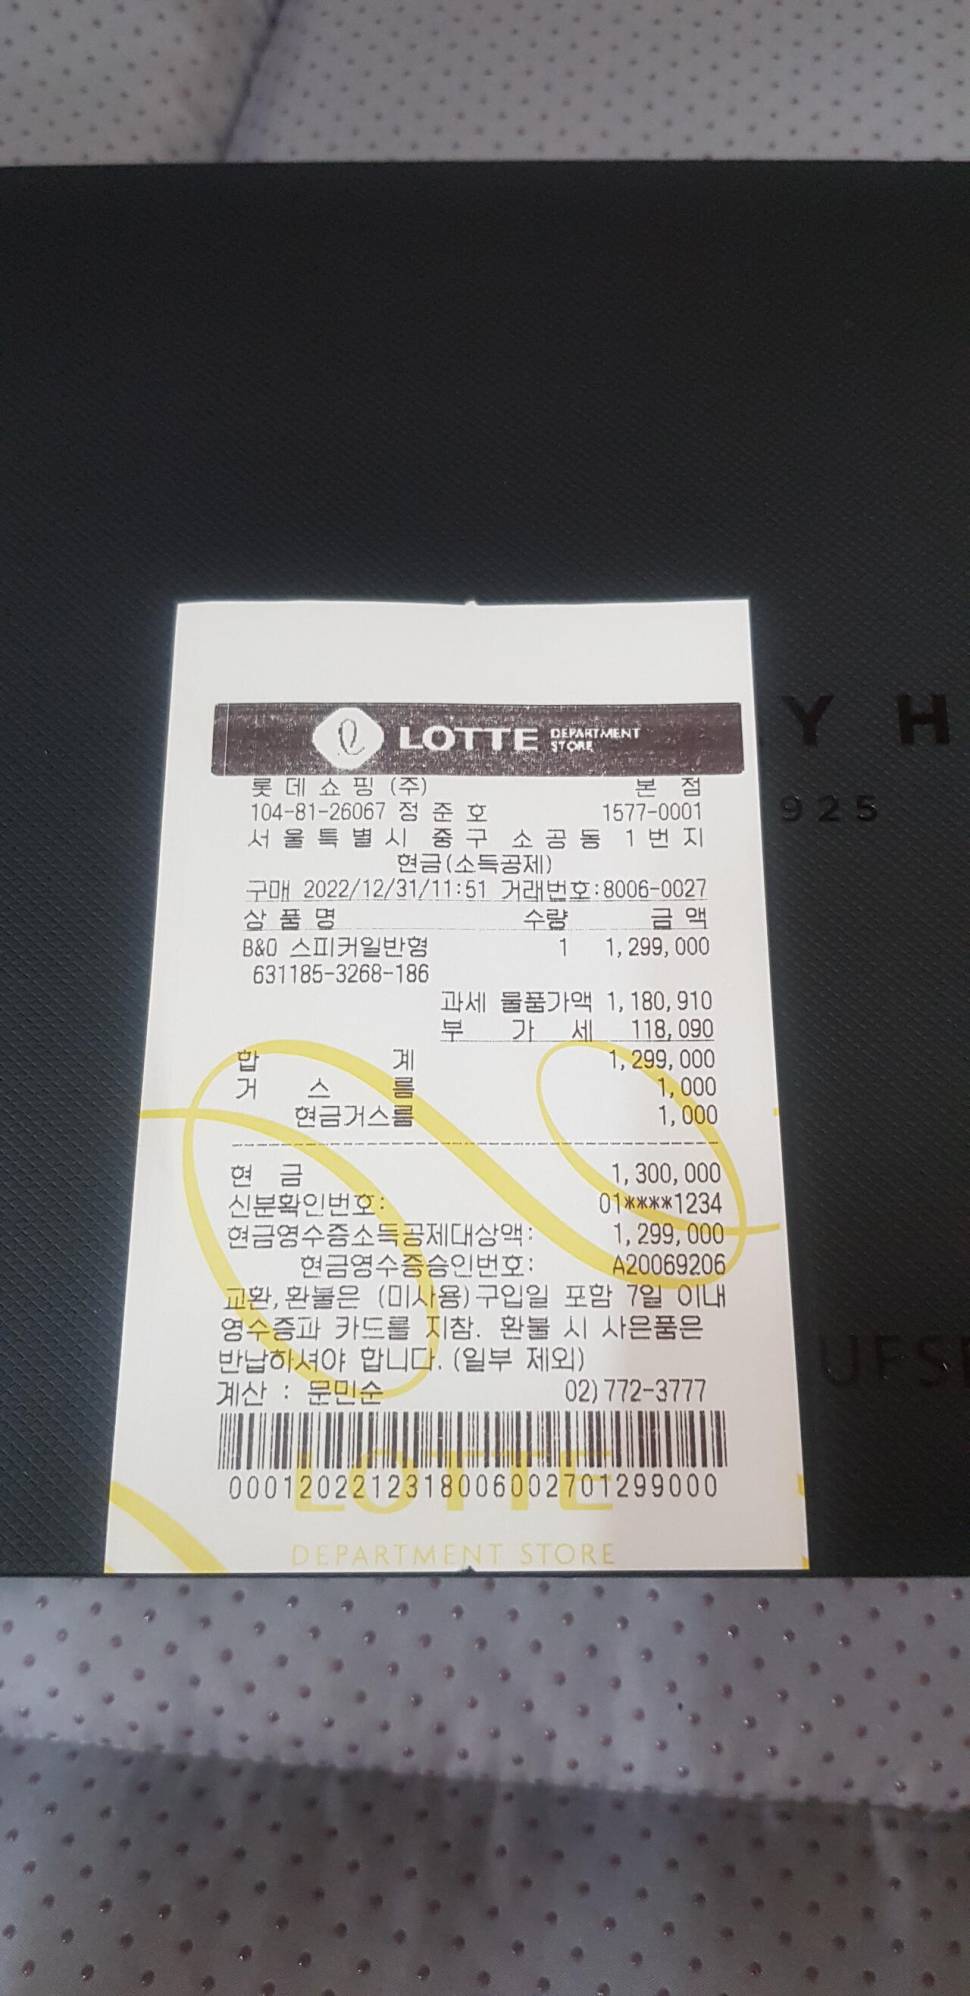 LOTTE DEPARTMENT STORE
롯데쇼핑(주) 본점
104-81-26067 정준호 1577-0001
서울특별시 중구 소공동 1번지
현금(소득공제)
구매 2022/12/31/11:51 거래번호:8006-0027
상품명 수량 금액
B&O 스피커일반형 1 1,299,000
631185-3268-186
과세 물품가액 1,180,910
부가세 118,090
합계 1,299,000
거스름 1,000
현금거스름 1,000
현금 1,300,000
신분확인번호: 01****1234
현금영수증소득공제대상액: 1,299,000
현금영수증승인번호: A20069206
교환,환불은 (미사용)구입일 포함 7일 이내
영수증과 카드를 지참. 환불 시 사은품은
반납하셔야 합니다.(일부 제외)
계산 : 문민순 02)772-3777
0001202212318006002701299000
LOTTE
DEPARTMENT STORE
Y H
925